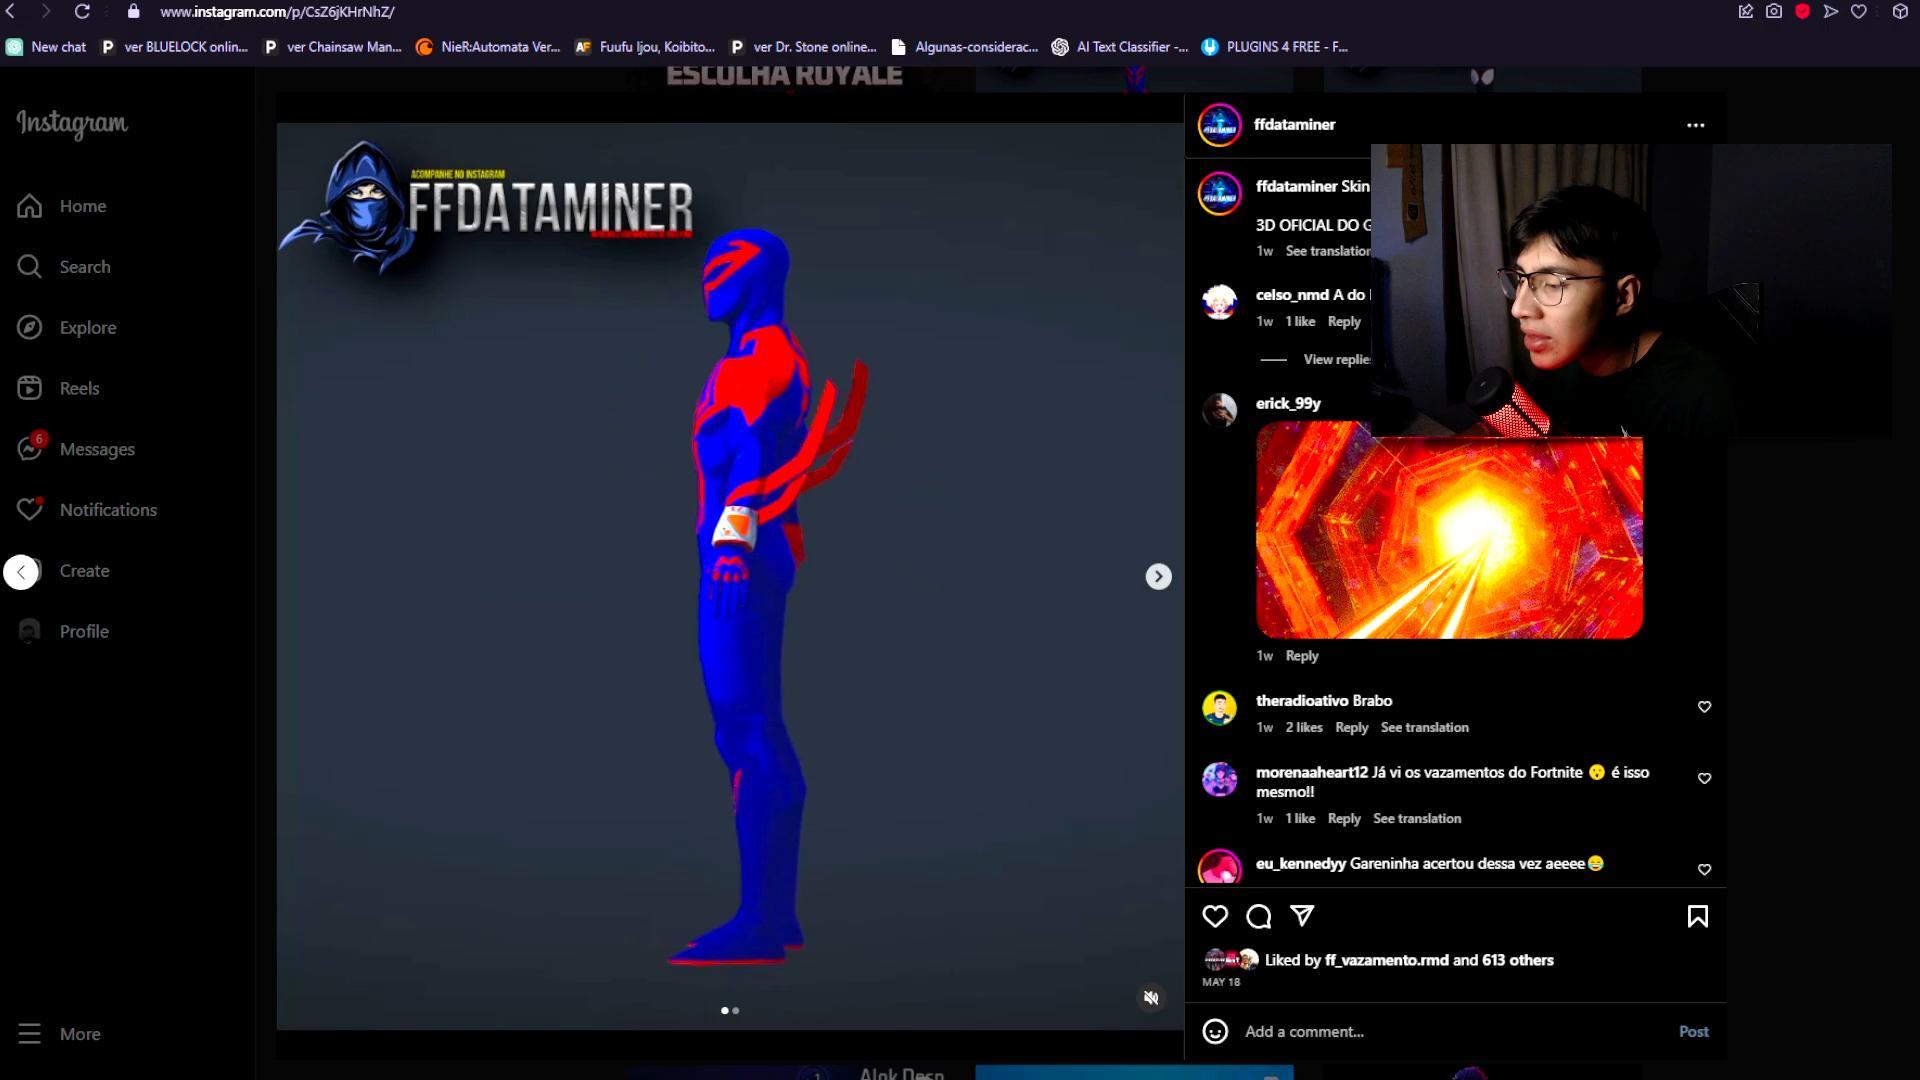 www.instagram.com/p/CsZ6jKHrNhZ/
New chat
ver BLUELOCK onlin...
ver Chainsaw Man...
NieR:Automata Ver...
Fuufu Ijou, Koibito...
ver Dr. Stone online...
Algunas-considerac...
AI Text Classifier -...
PLUGINS 4 FREE - F...
ESCOLHA ROYALE
Instagram
Home
Search
Explore
Reels
6
Messages
Notifications
Create
Profile
More
ACOMPANHE NO INSTAGRAM
FFDATAMINER
ffdataminer
ffdataminer Skin
3D OFICIAL DO G
1w See translation
celso_nmd A do
1w 1 like Reply
View replies
erick_99y
1w Reply
theradioativo Brabo
1w 2 likes Reply See translation
morenaaheart12 Já vi os vazamentos do Fortnite 😮 é isso
mesmo!!
1w 1 like Reply See translation
eu_kennedyy Gareninha acertou dessa vez aeeee😂
Liked by ff_vazamento.rmd and 613 others
MAY 18
Add a comment...
Post